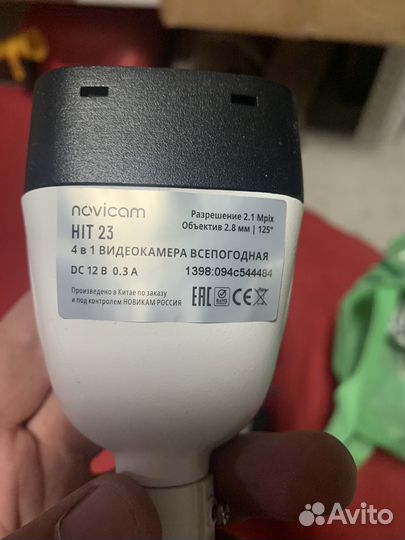 novicam
HIT 23
Разрешение 2.1 Mpix
Объектив 2.8 мм | 125°
4 в 1 ВИДЕОКАМЕРА ВСЕПОГОДНАЯ
DC 12 В 0.3 А
1398:094c544484
Произведено в Китае по заказу
и под контролем НОВИКАМ РОССИЯ
EAC
CE
Avito